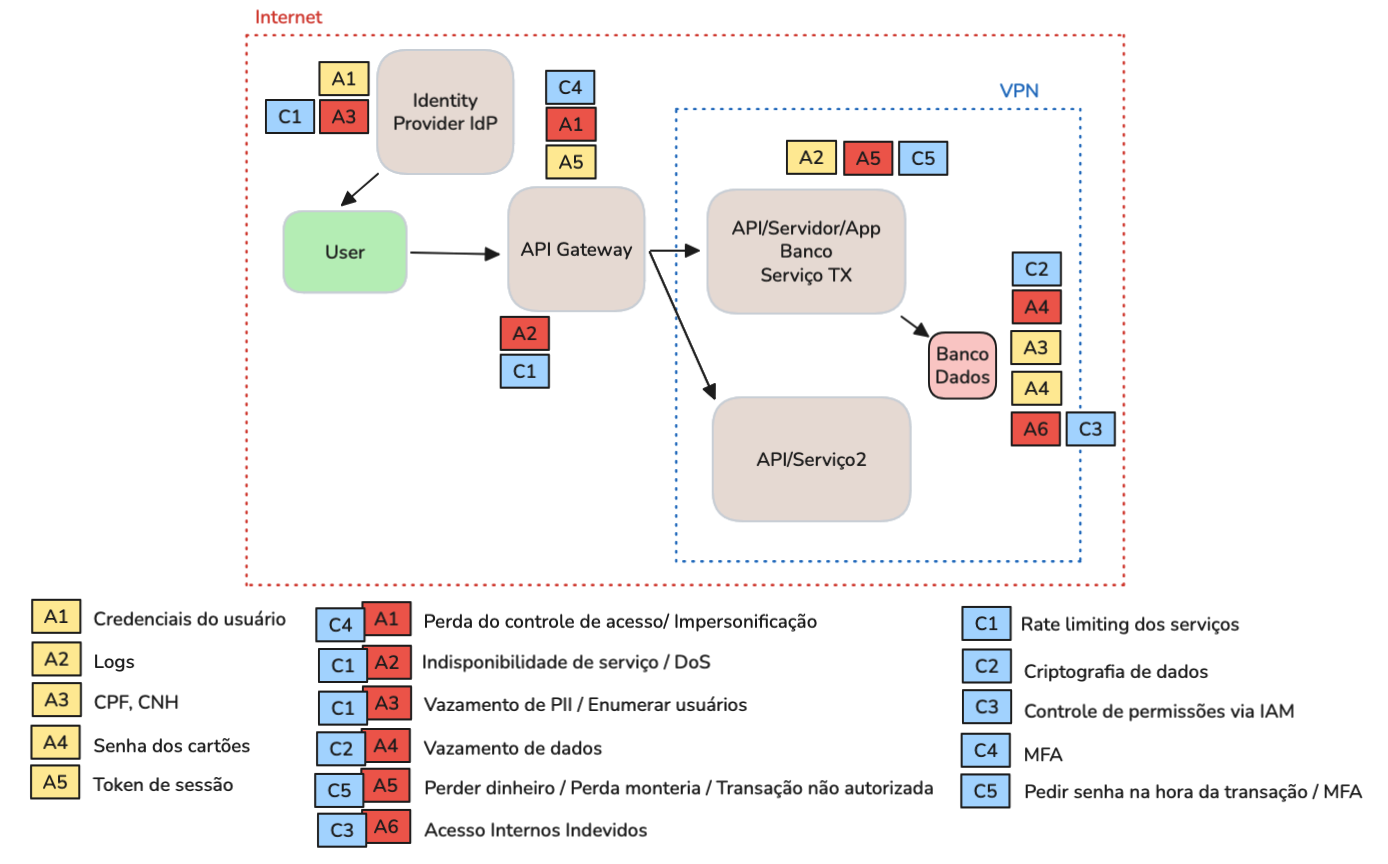 Internet
A1
C1
A3
Identity
Provider IdP
C4
A1
A5
VPN
A2
A5
C5
User
API Gateway
API/Servidor/App
Banco
Serviço TX
A2
C1
C2
A4
A3
A4
A6
C3
Banco
Dados
API/Serviço2
A1 Credenciais do usuário
A2 Logs
A3 CPF, CNH
A4 Senha dos cartões
A5 Token de sessão
C4 A1 Perda do controle de acesso/ Impersonificação
C1 A2 Indisponibilidade de serviço / DoS
C1 A3 Vazamento de PII / Enumerar usuários
C2 A4 Vazamento de dados
C5 A5 Perder dinheiro / Perda monteria / Transação não autorizada
C3 A6 Acesso Internos Indevidos
C1 Rate limiting dos serviços
C2 Criptografia de dados
C3 Controle de permissões via IAM
C4 MFA
C5 Pedir senha na hora da transação / MFA